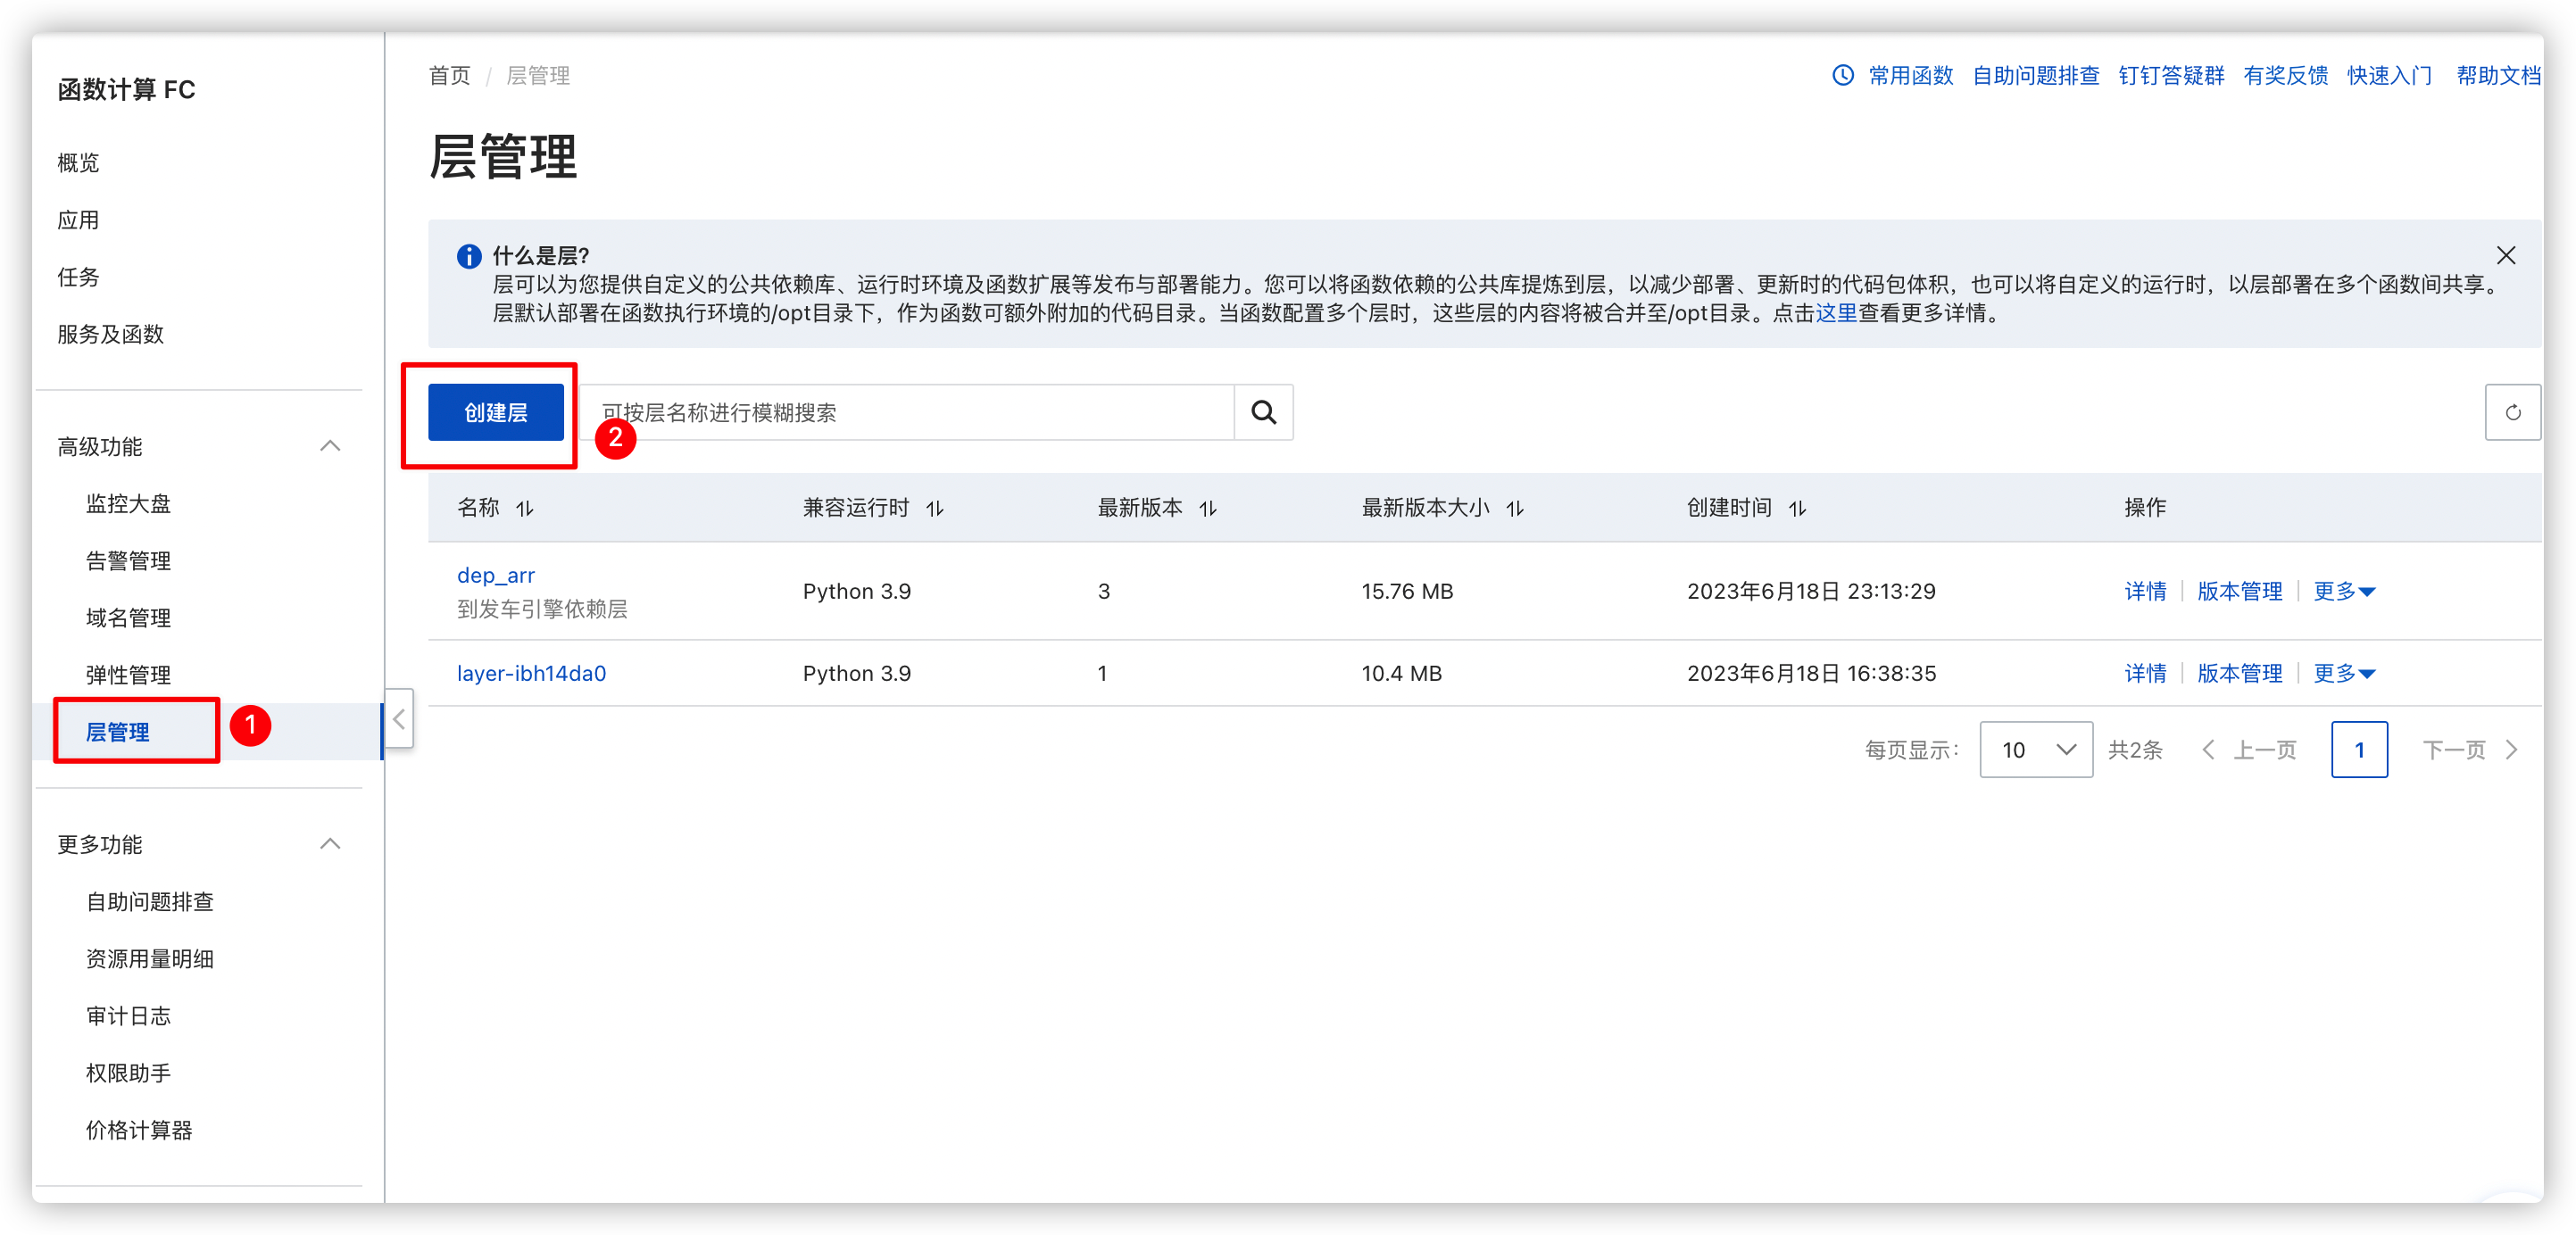 函数计算 FC
概览
应用
任务
服务及函数
高级功能
监控大盘
告警管理
域名管理
弹性管理
层管理
1
更多功能
自助问题排查
资源用量明细
审计日志
权限助手
价格计算器
首页 / 层管理
常用函数 自助问题排查 钉钉答疑群 有奖反馈 快速入门 帮助文档
层管理
什么是层?
层可以为您提供自定义的公共依赖库、运行时环境及函数扩展等发布与部署能力。您可以将函数依赖的公共库提炼到层，以减少部署、更新时的代码包体积，也可以将自定义的运行时，以层部署在多个函数间共享。
层默认部署在函数执行环境的/opt目录下，作为函数可额外附加的代码目录。当函数配置多个层时，这些层的内容将被合并至/opt目录。点击这里查看更多详情。
创建层 可按层名称进行模糊搜索
2
名称 兼容运行时 最新版本 最新版本大小 创建时间 操作
dep_arr Python 3.9 3 15.76 MB 2023年6月18日 23:13:29 详情 版本管理 更多
到发车引擎依赖层
layer-ibh14da0 Python 3.9 1 10.4 MB 2023年6月18日 16:38:35 详情 版本管理 更多
每页显示: 10 共2条 上一页 1 下一页